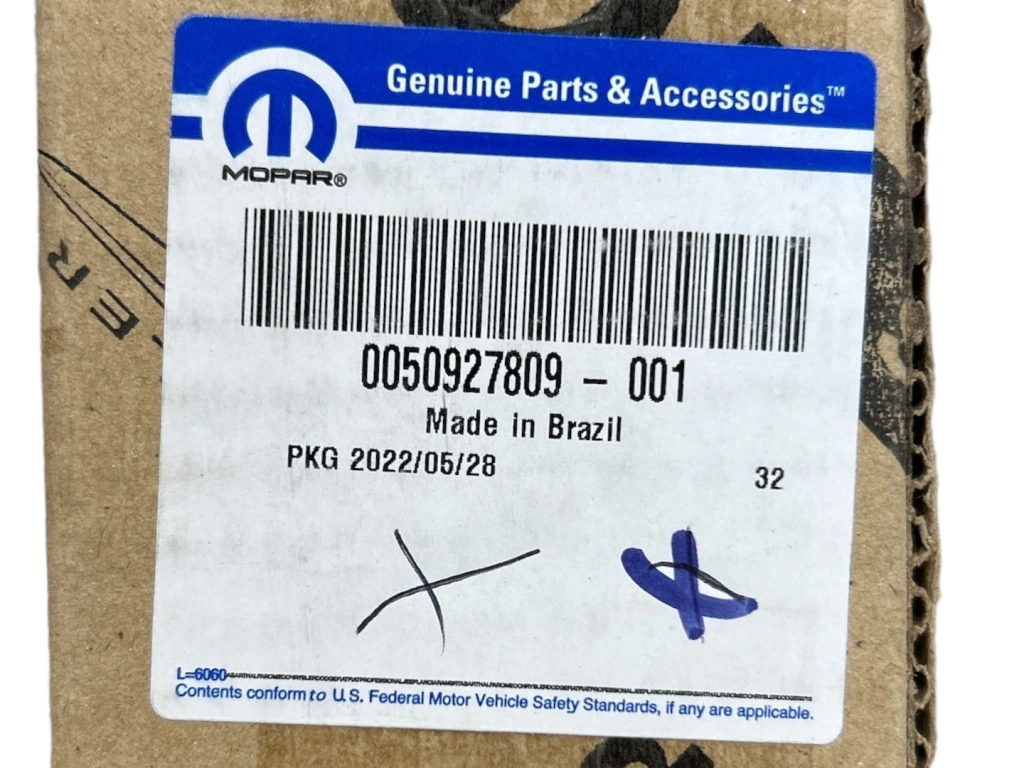 Genuine Parts & Accessories™
MOPAR®
0050927809 – 001
Made in Brazil
PKG 2022/05/28
32
L=6060
Contents conform to U.S. Federal Motor Vehicle Safety Standards, if any are applicable.
ER